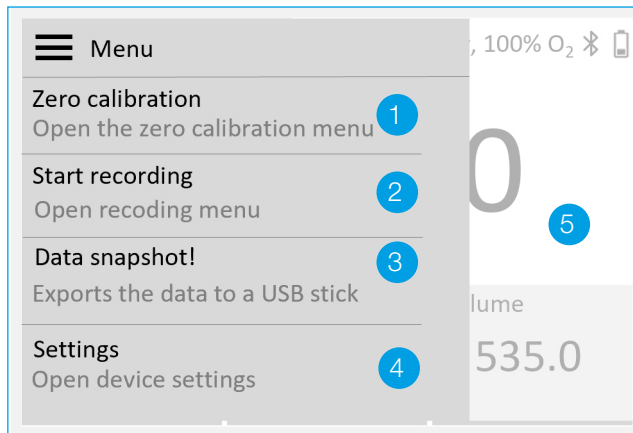 Menu
, 100% O₂
Zero calibration
Open the zero calibration menu
1
Start recording
Open recoding menu
2
0
5
Data snapshot!
3
Exports the data to a USB stick
lume
Settings
Open device settings
4
535.0